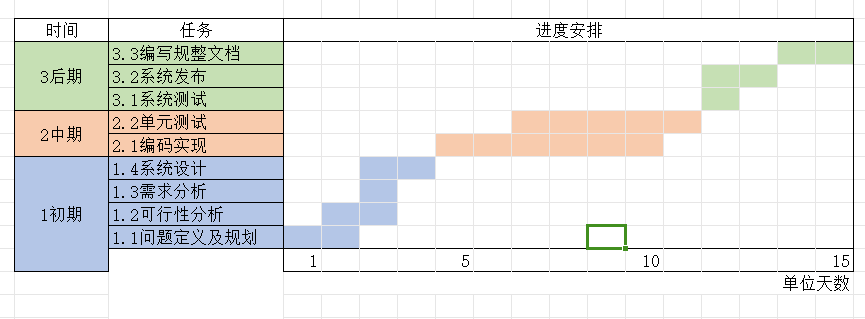 时间 任务 进度安排
3后期 3.3编写规整文档
3.2系统发布
3.1系统测试
2中期 2.2单元测试
2.1编码实现
1初期 1.4系统设计
1.3需求分析
1.2可行性分析
1.1问题定义及规划
1 5 10 15
单位天数